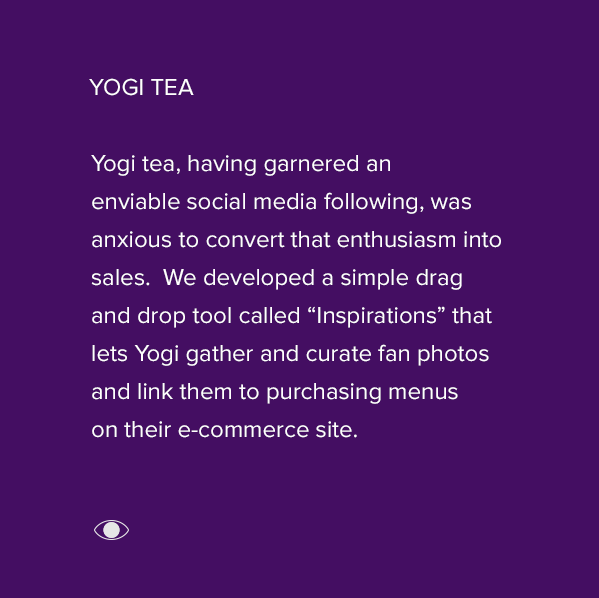 YOGI TEA
Yogi tea, having garnered an
enviable social media following, was
anxious to convert that enthusiasm into
sales.  We developed a simple drag
and drop tool called “Inspirations” that
lets Yogi gather and curate fan photos
and link them to purchasing menus
on their e-commerce site.